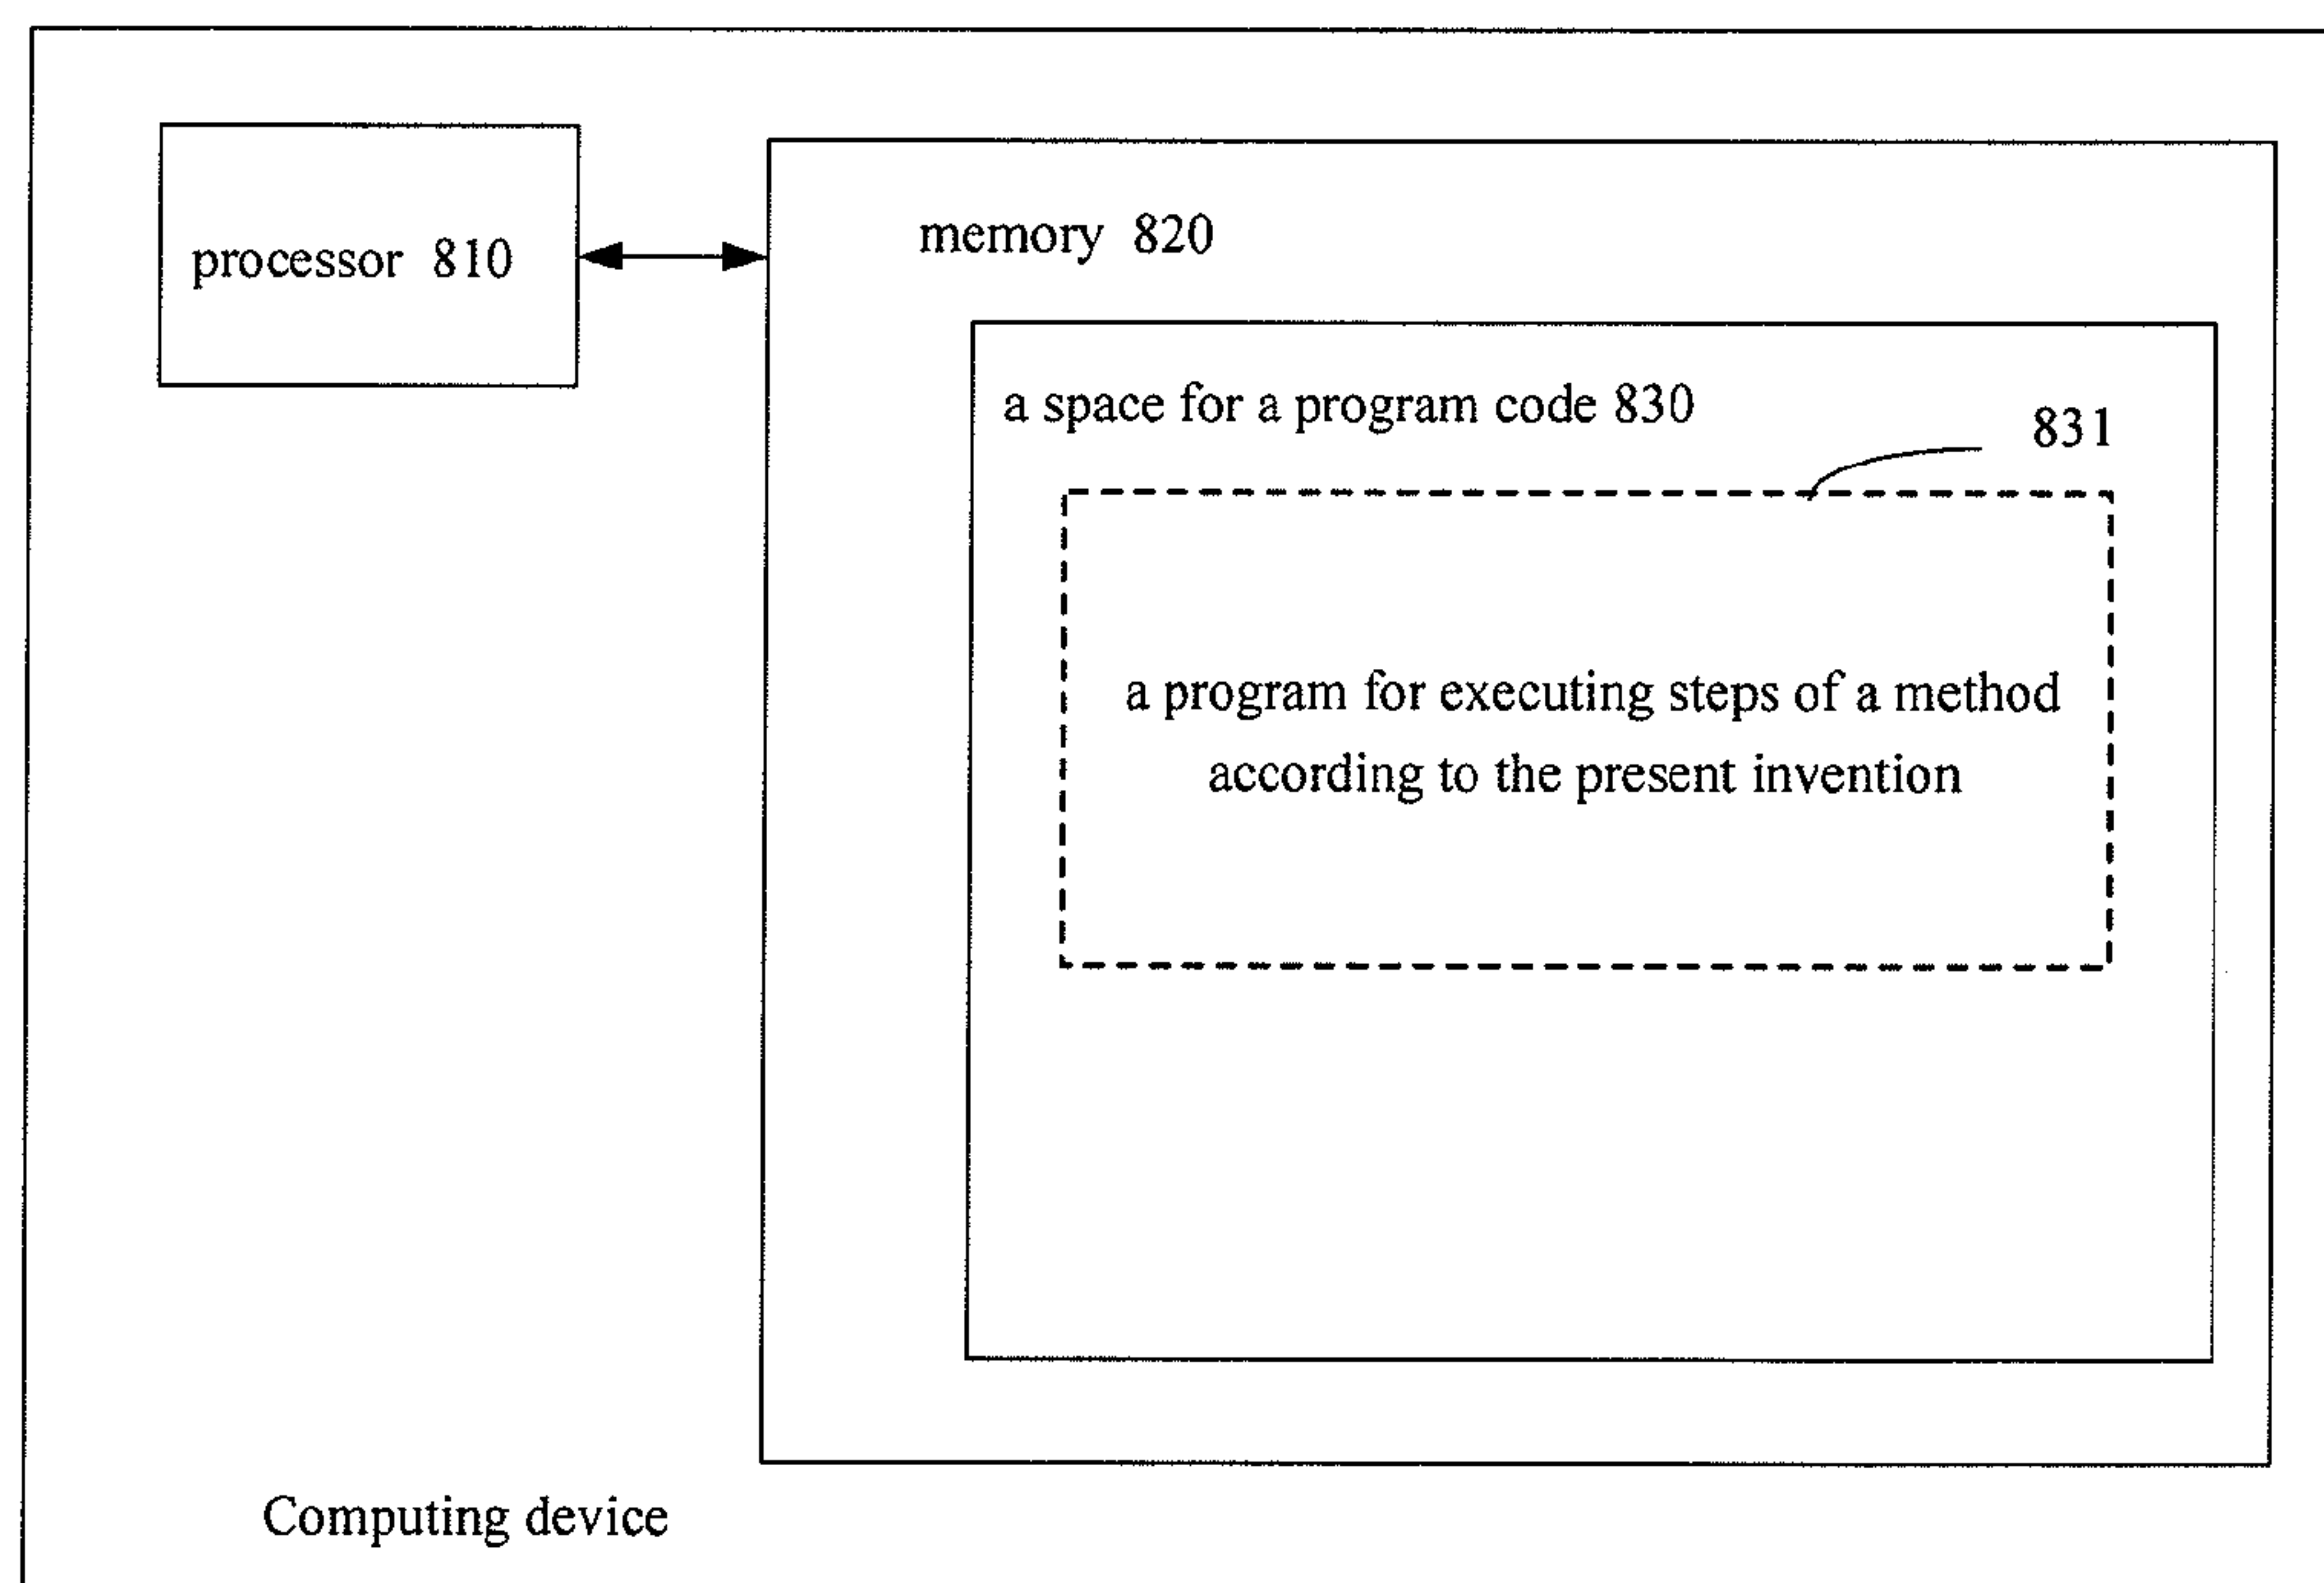 processor 810
memory 820
a space for a program code 830
831
a program for executing steps of a method
according to the present invention
Computing device